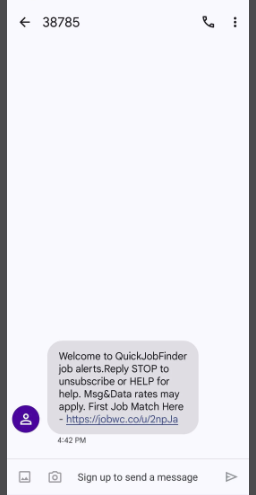 38785
Welcome to QuickJobFinder
job alerts.Reply STOP to
unsubscribe or HELP for
help. Msg&Data rates may
apply. First Job Match Here
- https://jobwc.co/u/2npJa
4:42 PM
Sign up to send a message